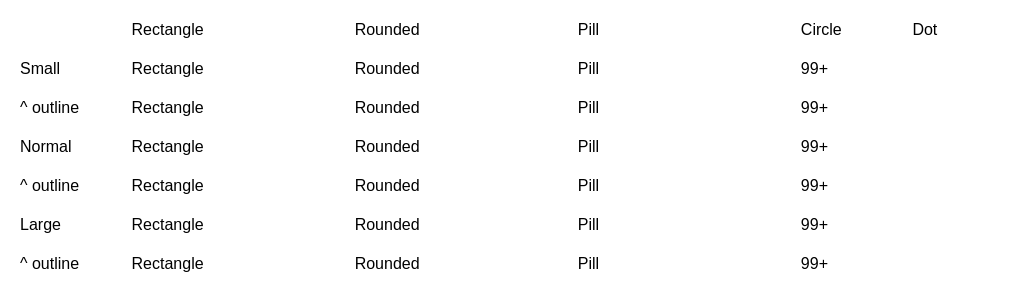 Rectangle Rounded Pill Circle Dot
Small Rectangle Rounded Pill 99+
^ outline Rectangle Rounded Pill 99+
Normal Rectangle Rounded Pill 99+
^ outline Rectangle Rounded Pill 99+
Large Rectangle Rounded Pill 99+
^ outline Rectangle Rounded Pill 99+